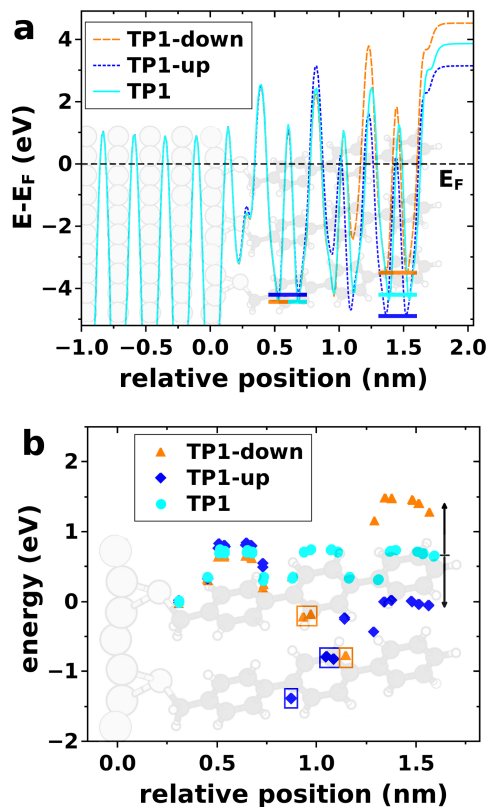 a
TP1-down
TP1-up
TP1
E-E_F (eV)
4
2
0
−2
−4
E_F
−1.0 −0.5 0.0 0.5 1.0 1.5 2.0
relative position (nm)
b
TP1-down
TP1-up
TP1
energy (eV)
2
1
0
−1
−2
0.0 0.5 1.0 1.5
relative position (nm)